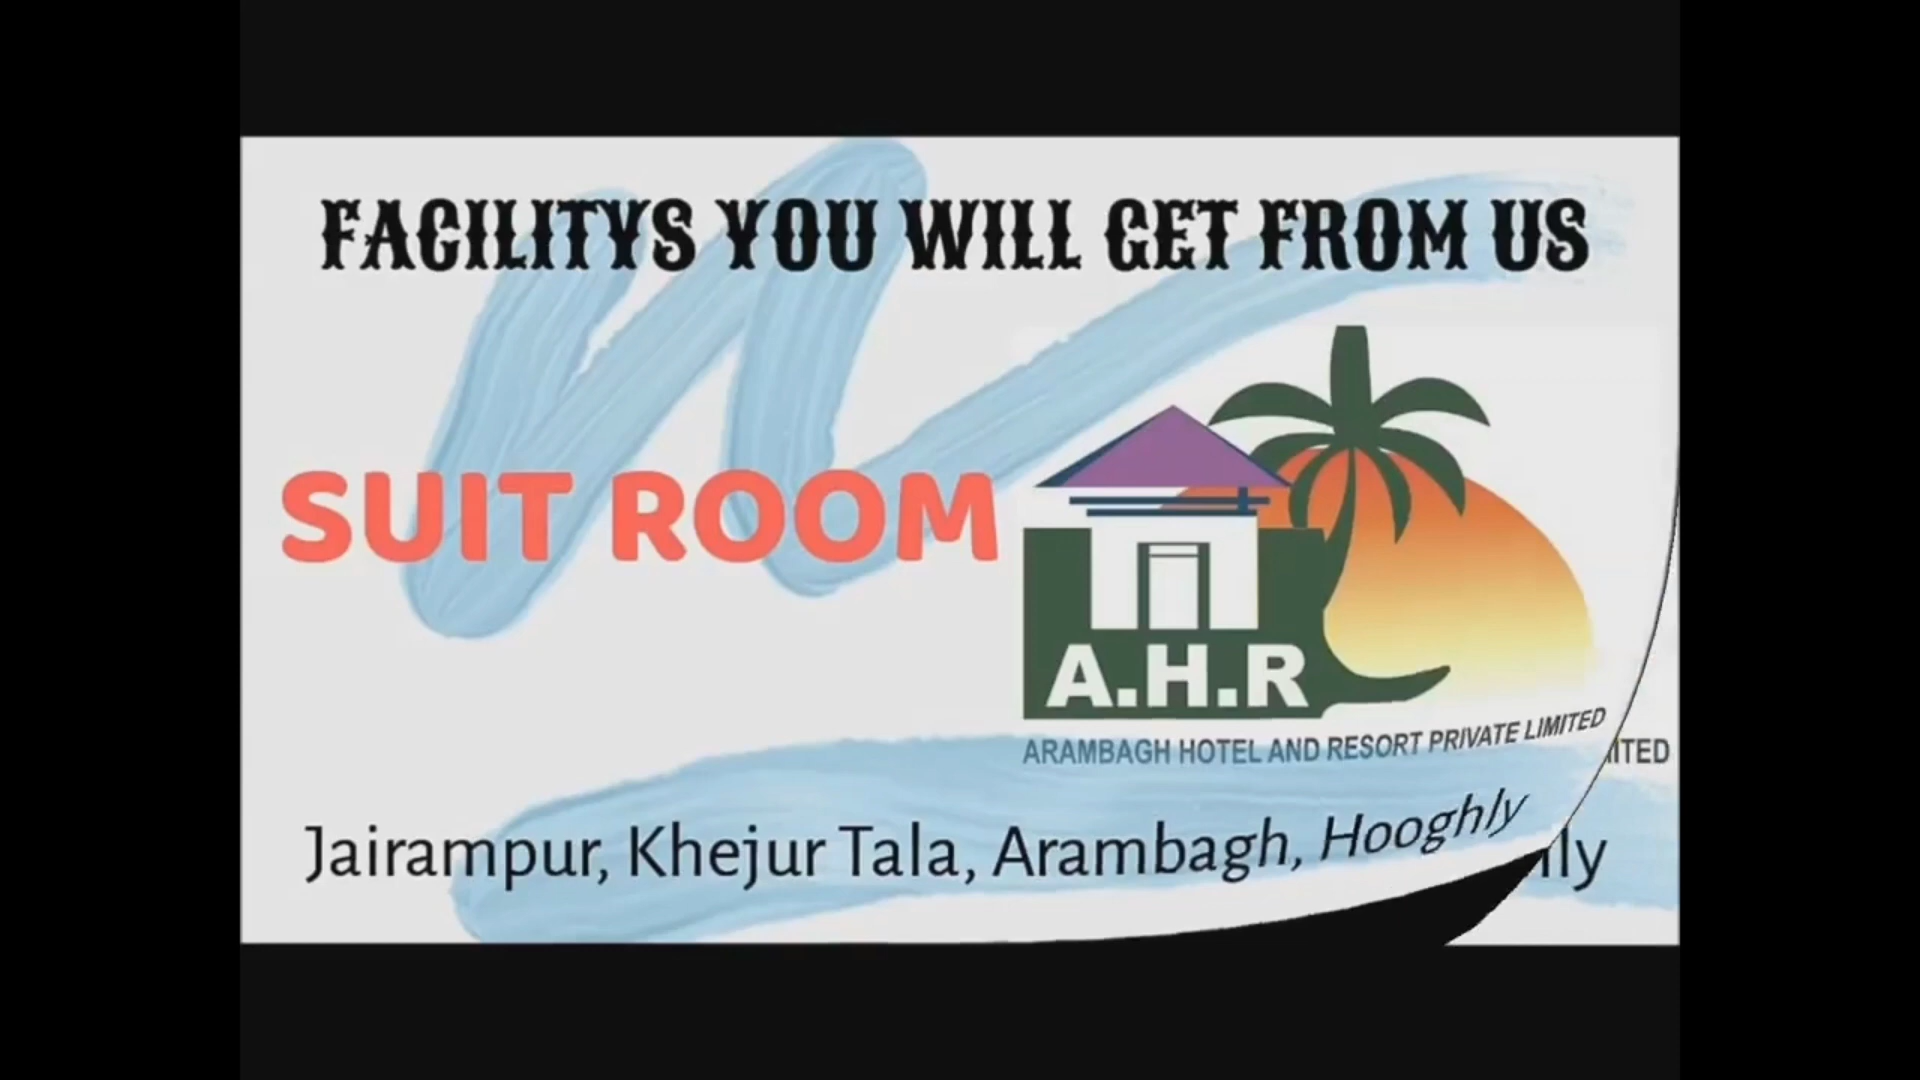 FACILITYS YOU WILL GET FROM US
SUIT ROOM
A.H.R
ARAMBAGH HOTEL AND RESORT PRIVATE LIMITED
ITED
Jairampur, Khejur Tala, Arambagh, Hooghly
hly